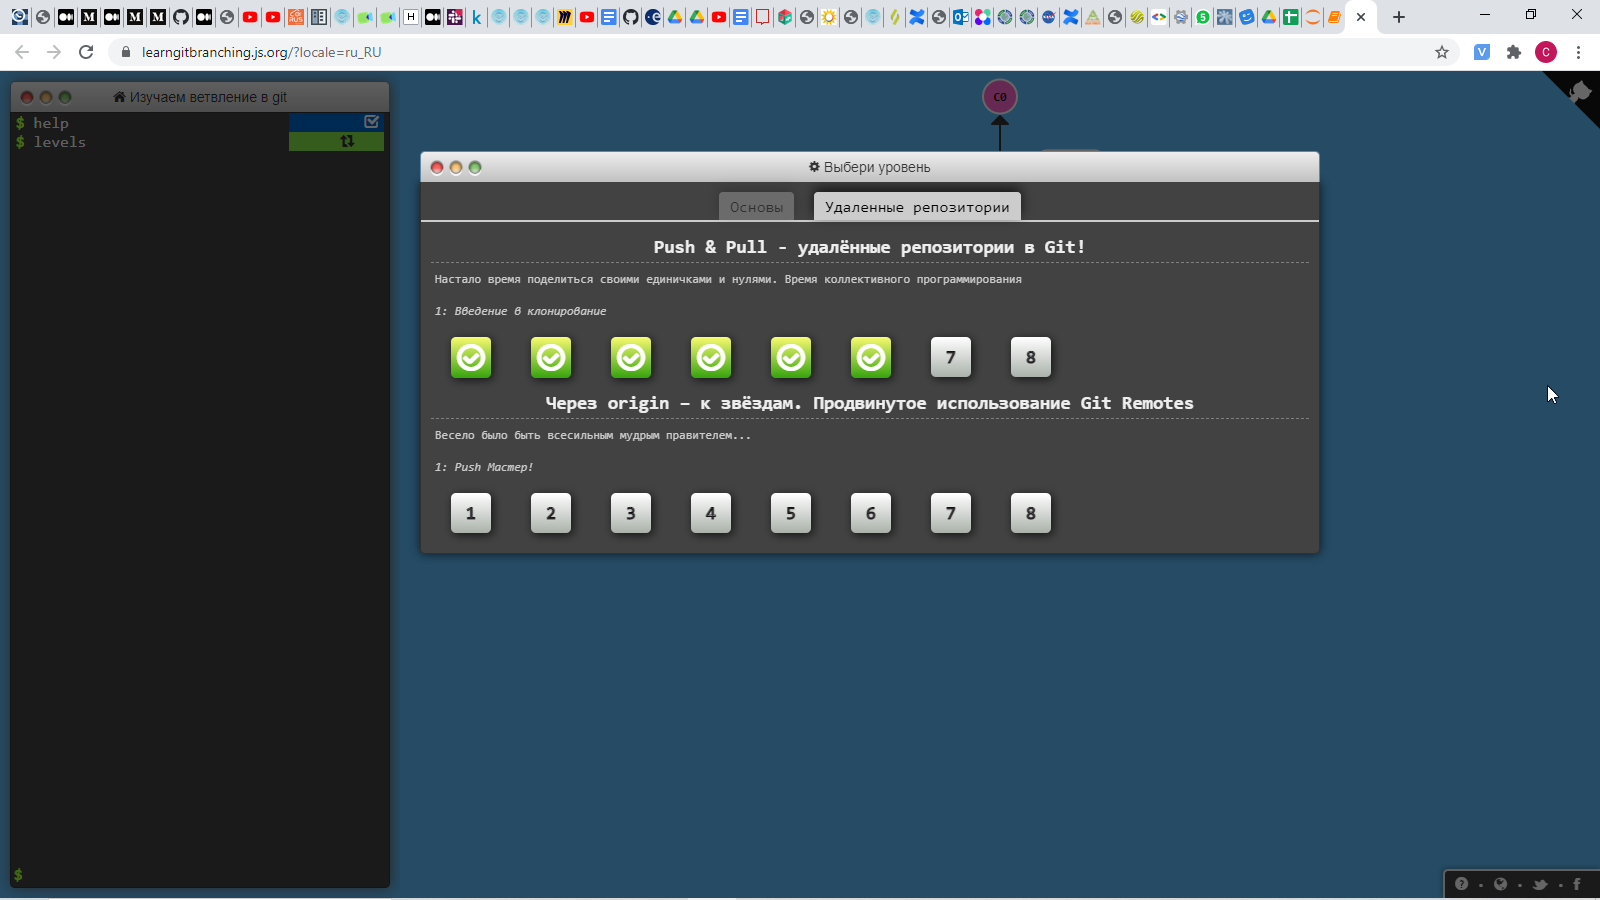 learngitbranching.js.org/?locale=ru_RU
V
C
Изучаем ветвление в git
$ help
$ levels
$
C0
Выбери уровень
Основы
Удаленные репозитории
Push & Pull - удалённые репозитории в Git!
Настало время поделиться своими единичками и нулями. Время коллективного программирования
1: Введение в клонирование
7 8
Через origin – к звёздам. Продвинутое использование Git Remotes
Весело было быть всесильным мудрым правителем...
1: Push Мастер!
1 2 3 4 5 6 7 8